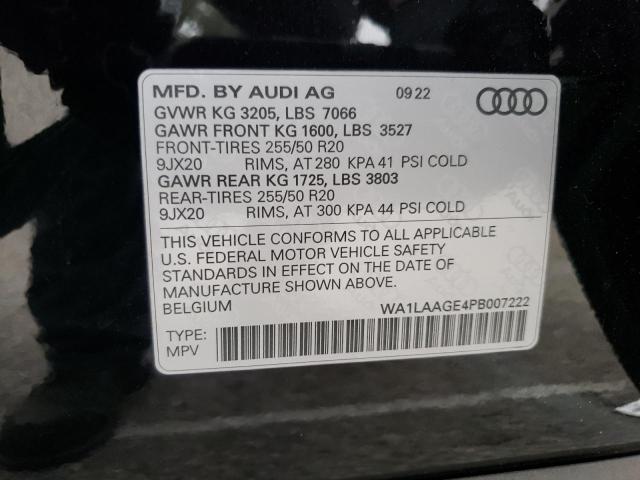 MFD. BY AUDI AG 09 22
GVWR KG 3205, LBS 7066
GAWR FRONT KG 1600, LBS 3527
FRONT-TIRES 255/50 R20
9JX20 RIMS, AT 280 KPA 41 PSI COLD
GAWR REAR KG 1725, LBS 3803
REAR-TIRES 255/50 R20
9JX20 RIMS, AT 300 KPA 44 PSI COLD
THIS VEHICLE CONFORMS TO ALL APPLICABLE
U.S. FEDERAL MOTOR VEHICLE SAFETY
STANDARDS IN EFFECT ON THE DATE OF
MANUFACTURE SHOWN ABOVE.
BELGIUM
WA1LAAGE4PB007222
TYPE:
MPV